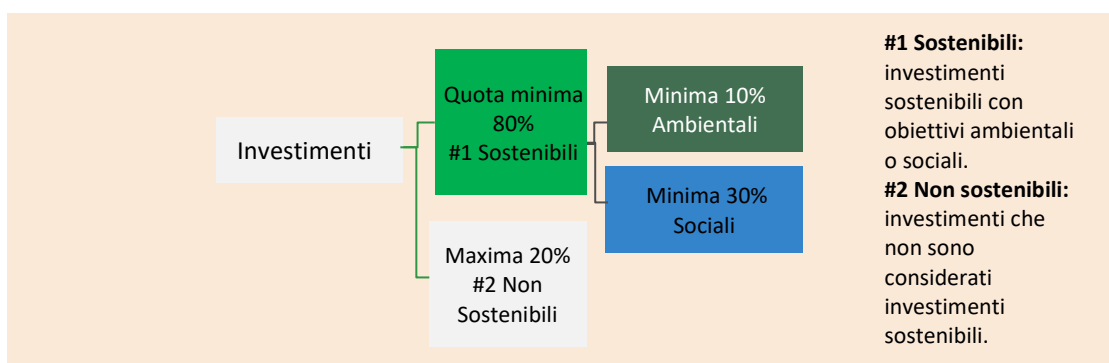 Investimenti
Quota minima
80%
#1 Sostenibili
Maxima 20%
#2 Non
Sostenibili
Minima 10%
Ambientali
Minima 30%
Sociali
#1 Sostenibili:
investimenti
sostenibili con
obiettivi ambientali
o sociali.
#2 Non sostenibili:
investimenti che
non sono
considerati
investimenti
sostenibili.